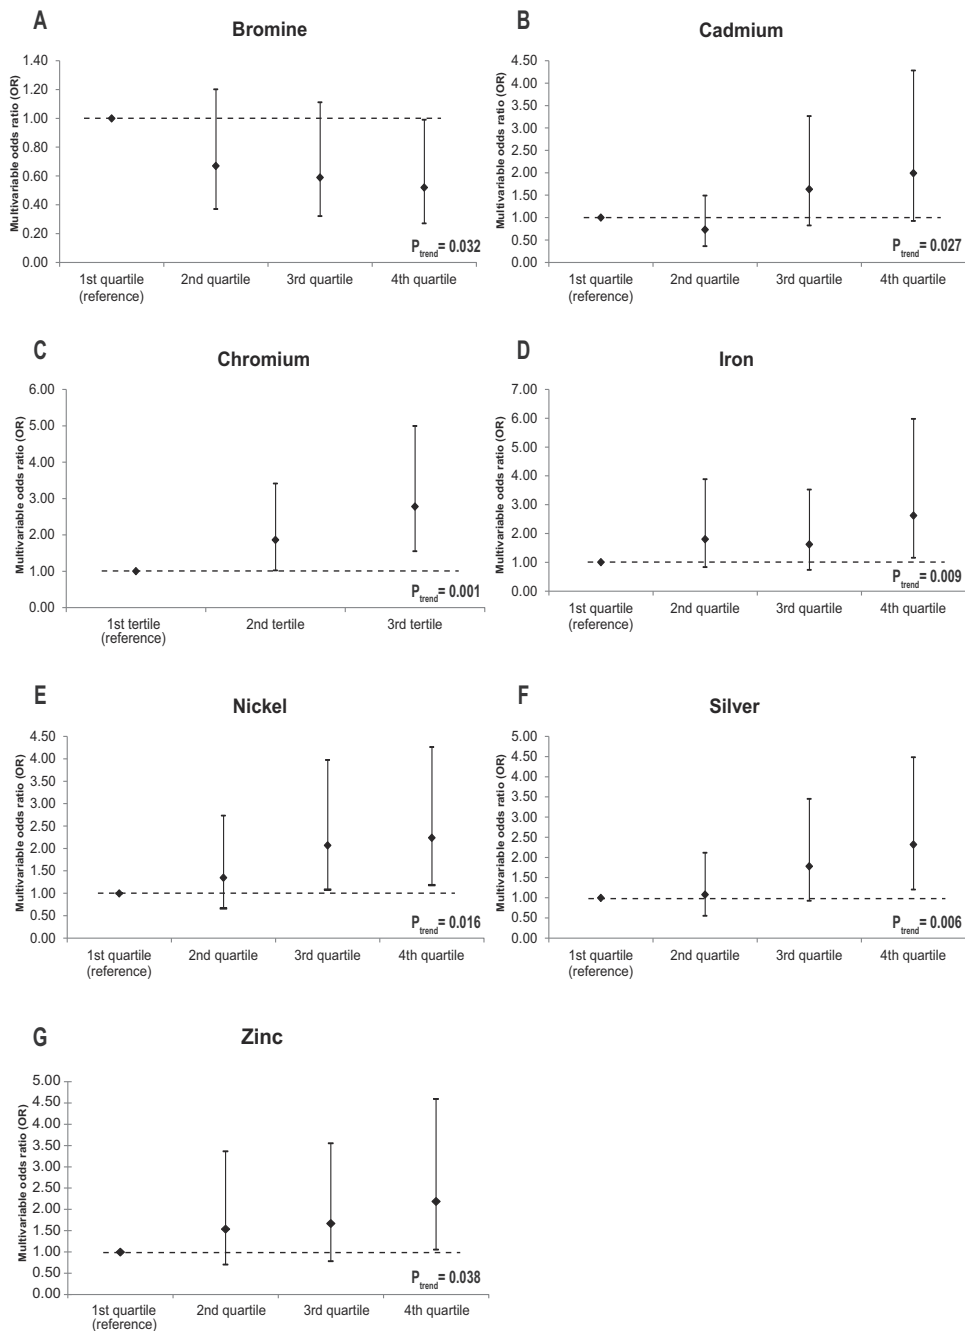 A
Bromine
Multivariable odds ratio (OR)
1.40
1.20
1.00
0.80
0.60
0.40
0.20
0.00
P trend = 0.032
1st quartile (reference)
2nd quartile
3rd quartile
4th quartile
B
Cadmium
Multivariable odds ratio (OR)
4.50
4.00
3.50
3.00
2.50
2.00
1.50
1.00
0.50
0.00
P trend = 0.027
1st quartile (reference)
2nd quartile
3rd quartile
4th quartile
C
Chromium
Multivariable odds ratio (OR)
6.00
5.00
4.00
3.00
2.00
1.00
0.00
P trend = 0.001
1st tertile (reference)
2nd tertile
3rd tertile
D
Iron
Multivariable odds ratio (OR)
7.00
6.00
5.00
4.00
3.00
2.00
1.00
0.00
P trend = 0.009
1st quartile (reference)
2nd quartile
3rd quartile
4th quartile
E
Nickel
Multivariable odds ratio (OR)
4.50
4.00
3.50
3.00
2.50
2.00
1.50
1.00
0.50
0.00
P trend = 0.016
1st quartile (reference)
2nd quartile
3rd quartile
4th quartile
F
Silver
Multivariable odds ratio (OR)
5.00
4.50
4.00
3.50
3.00
2.50
2.00
1.50
1.00
0.50
0.00
P trend = 0.006
1st quartile (reference)
2nd quartile
3rd quartile
4th quartile
G
Zinc
Multivariable odds ratio (OR)
5.00
4.50
4.00
3.50
3.00
2.50
2.00
1.50
1.00
0.50
0.00
P trend = 0.038
1st quartile (reference)
2nd quartile
3rd quartile
4th quartile